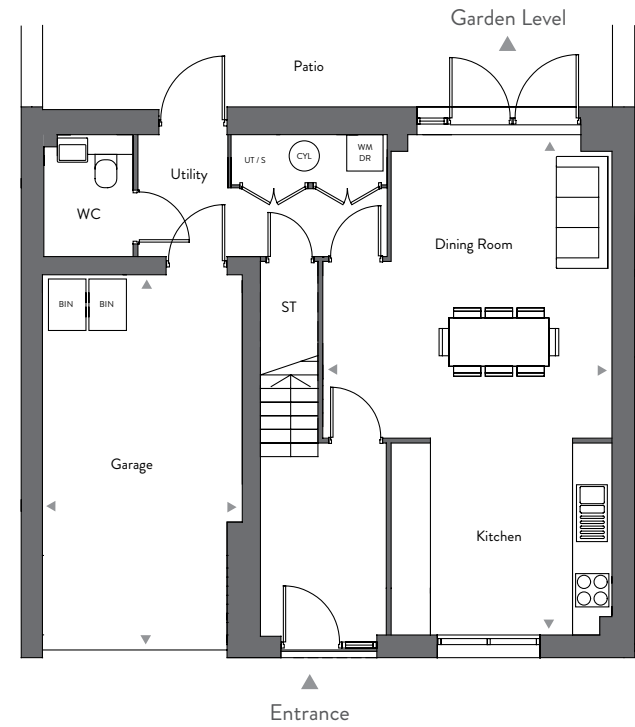 Garden Level
Patio
UT / S
CYL
WM
DR
Utility
WC
Dining Room
BIN
BIN
ST
Garage
Kitchen
Entrance